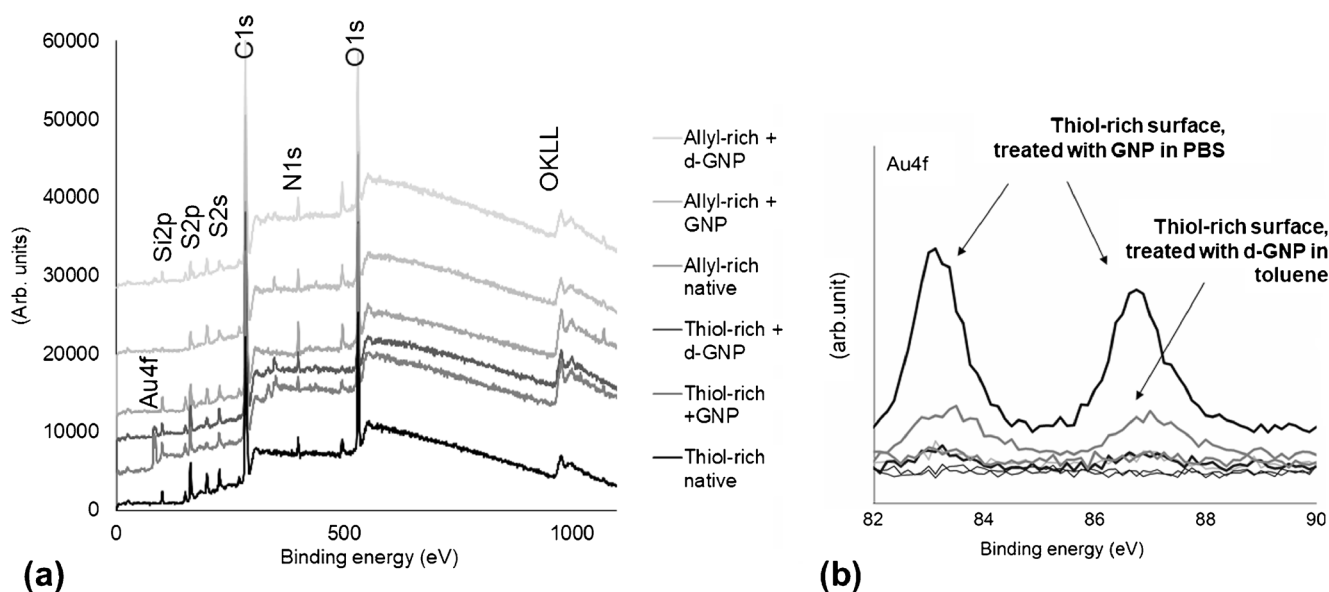 60000
50000
40000
30000
20000
10000
0
(Arb. units)
Au4f
Si2p
S2p
S2s
C1s
N1s
O1s
OKLL
0
500
1000
Binding energy (eV)
(a)
Allyl-rich +
d-GNP
Allyl-rich +
GNP
Allyl-rich
native
Thiol-rich +
d-GNP
Thiol-rich
+GNP
Thiol-rich
native
Au4f
Thiol-rich surface,
treated with GNP in PBS
Thiol-rich surface,
treated with d-GNP in
toluene
(arb.unit)
82
84
86
88
90
Binding energy (eV)
(b)